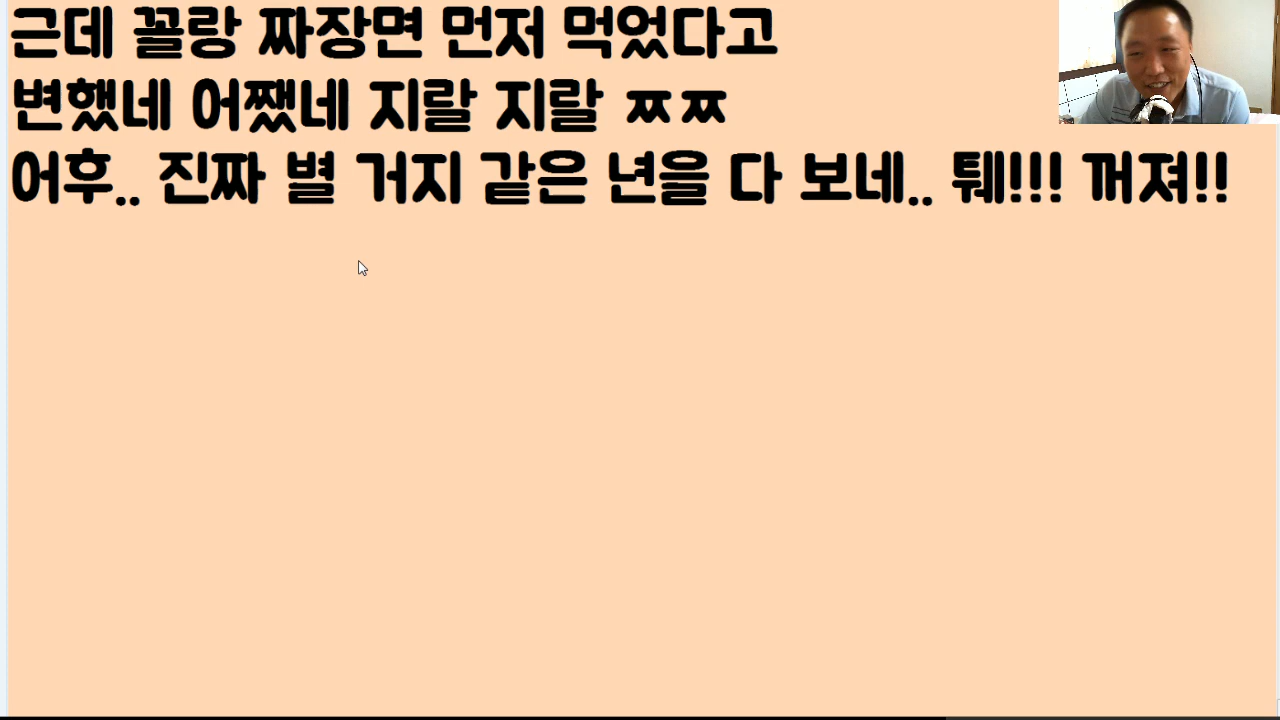 근데 꼴랑 짜장면 먼저 먹었다고
변했네 어쨌네 지랄 지랄 ㅉㅉ
어후.. 진짜 별 거지 같은 년을 다 보네.. 퉤!!! 꺼져!!